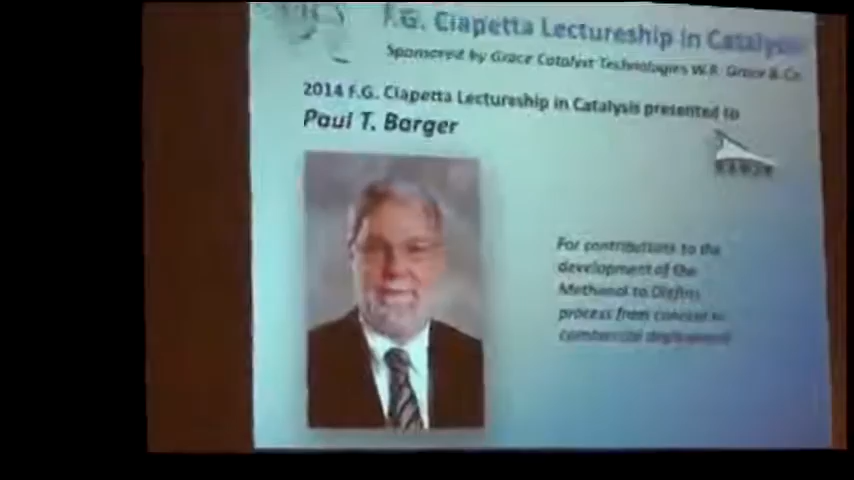 F.G. Ciapetta Lectureship in Catalysis
Sponsored by Grace Catalyst Technologies W.R. Grace & Co.
2014 F.G. Ciapetta Lectureship in Catalysis presented to
Paul T. Barger
GRACE
For contributions to the
development of the
Methanol to Olefins
process from concept to
commercial deployment